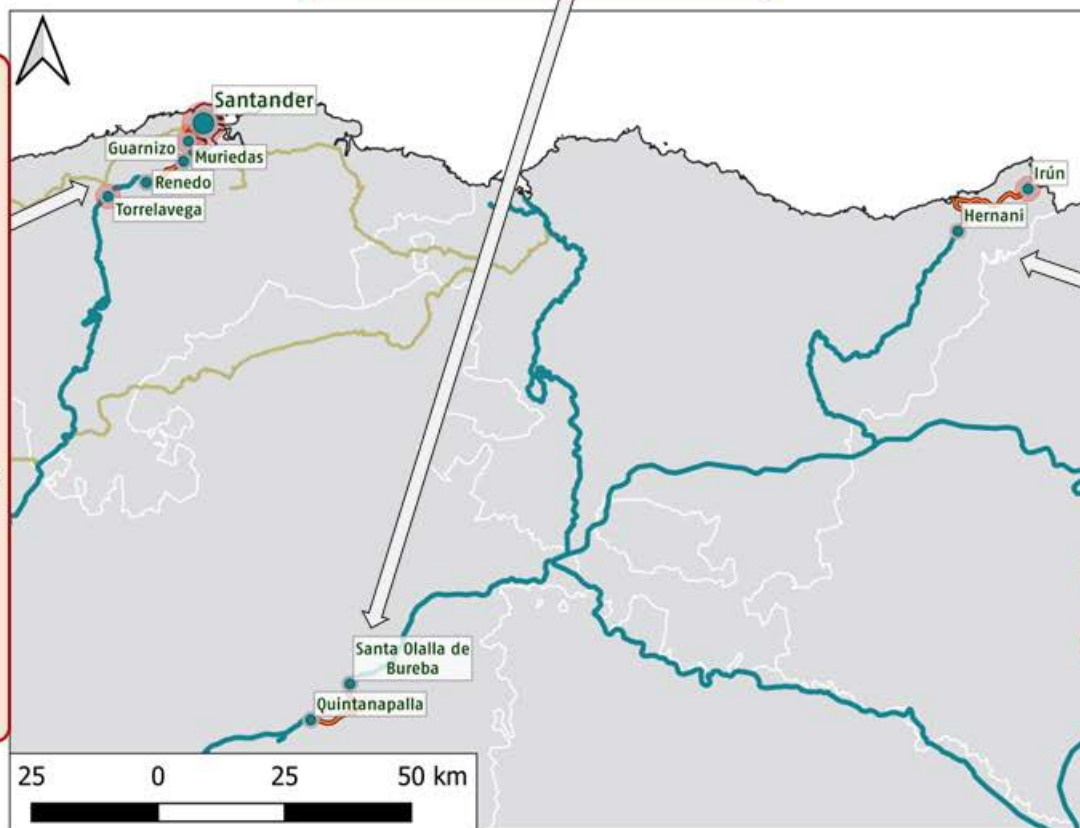 Santander
Guarnizo
Muriedas
Renedo
Torrelavega
Irún
Hernani
Santa Olalla de
Bureba
Quintanapalla
25 0 25 50 km